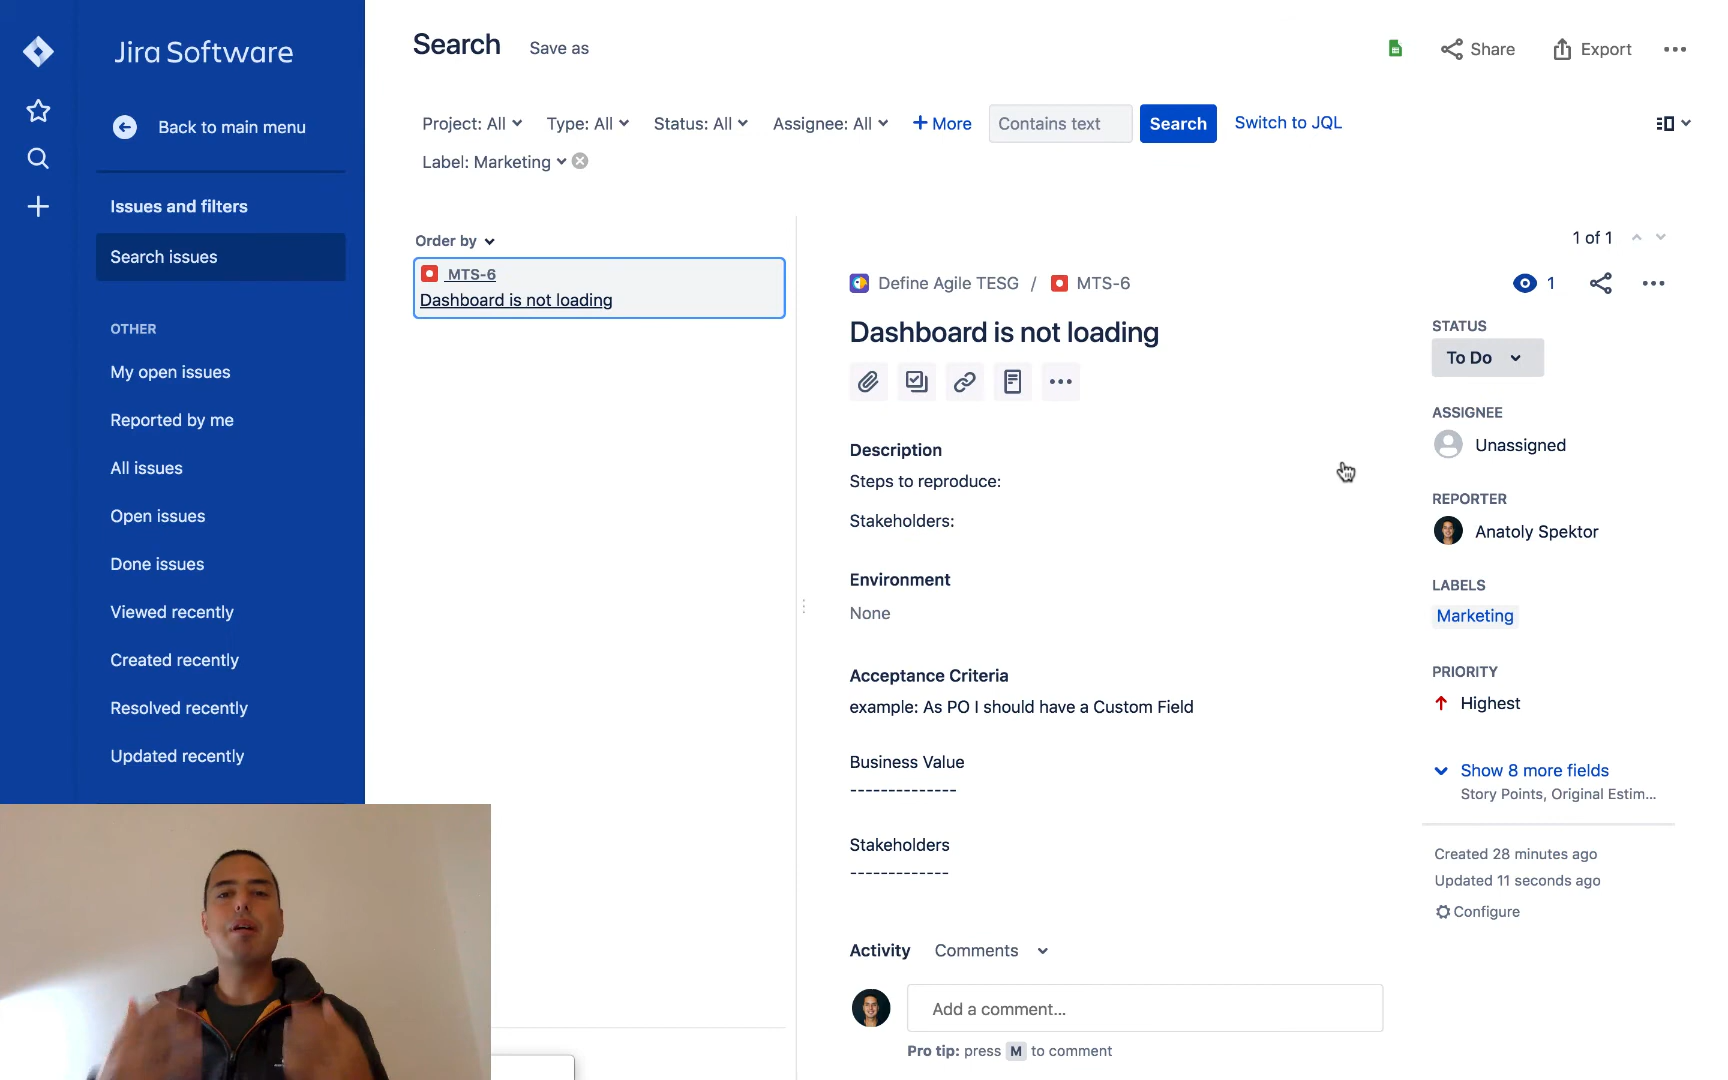 Jira Software
Back to main menu
Issues and filters
Search issues
OTHER
My open issues
Reported by me
All issues
Open issues
Done issues
Viewed recently
Created recently
Resolved recently
Updated recently
Search Save as
Share Export
Project: All Type: All Status: All Assignee: All + More Contains text Search Switch to JQL
Label: Marketing
Order by
MTS-6
Dashboard is not loading
1 of 1
Define Agile TESG / MTS-6
1
Dashboard is not loading
Description
Steps to reproduce:
Stakeholders:
Environment
None
Acceptance Criteria
example: As PO I should have a Custom Field
Business Value
--------------
Stakeholders
-------------
Activity Comments
Add a comment...
Pro tip: press M to comment
STATUS
To Do
ASSIGNEE
Unassigned
REPORTER
Anatoly Spektor
LABELS
Marketing
PRIORITY
Highest
Show 8 more fields
Story Points, Original Estim...
Created 28 minutes ago
Updated 11 seconds ago
Configure